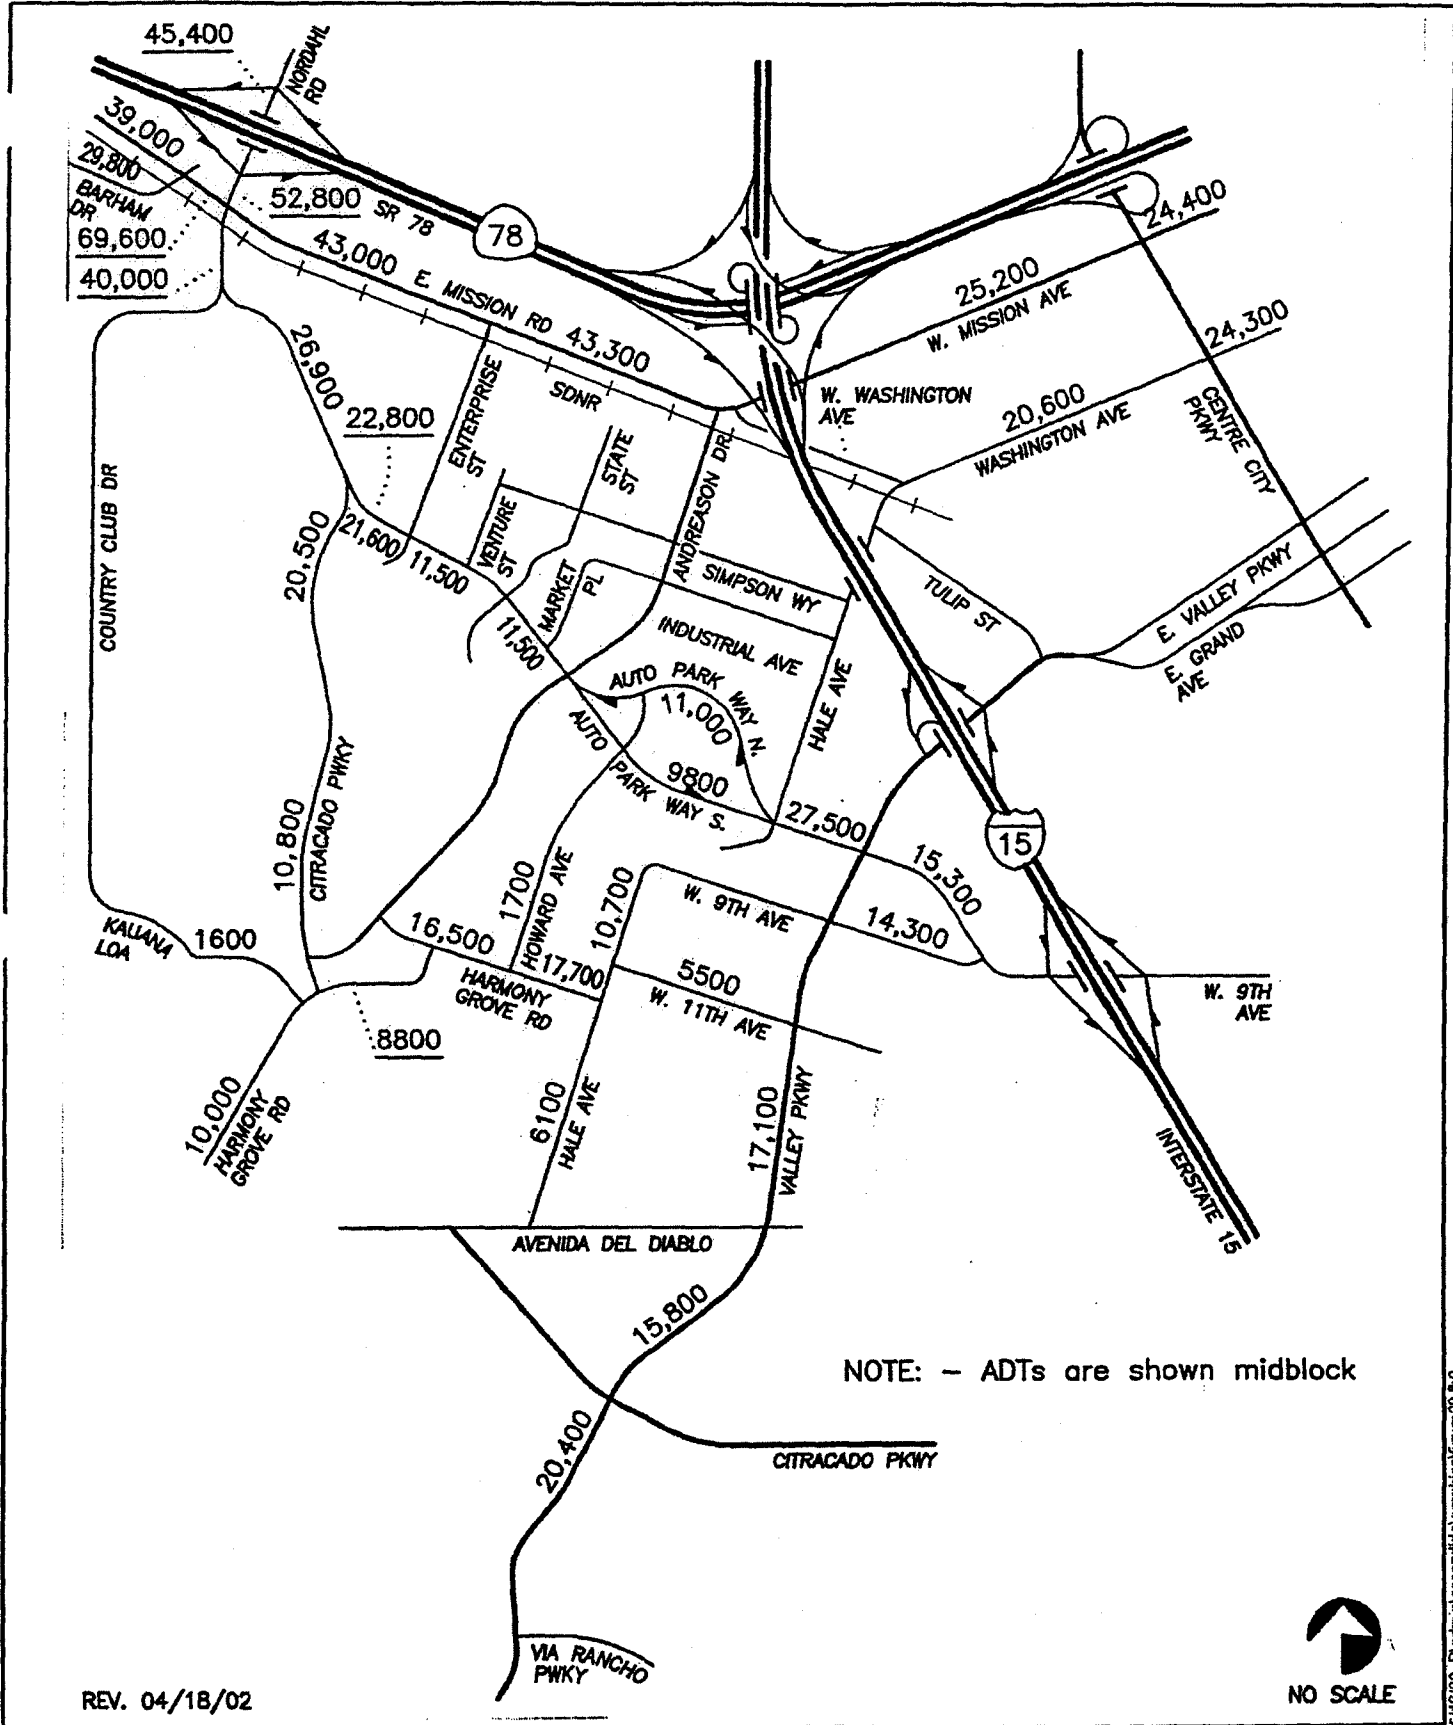 45,400
NORDAHL
RD
39,000
29,800
BARHAM
DR
69,600
40,000
52,800
SR 78
78
43,000
E. MISSION RD
43,300
24,400
25,200
W. MISSION AVE
24,300
20,600
WASHINGTON AVE
W. WASHINGTON
AVE
CENTRE CITY
PKWY
26,900
22,800
ENTERPRISE
ST
SDNR
STATE
ST
ANDREASON DR.
COUNTRY CLUB DR
20,500
21,600
11,500
VENTURE
ST
MARKET
PL
SIMPSON WY
TULIP ST
E. VALLEY PKWY
E. GRAND
AVE
11,500
INDUSTRIAL AVE
AUTO PARK WAY N.
11,000
HALE AVE
AUTO PARK WAY S.
9800
27,500
15
15,300
10,800
CITRACADO PWKY
1700
HOWARD AVE
10,700
W. 9TH AVE
14,300
KAUANA
LOA
1600
16,500
17,700
HARMONY
GROVE RD
5500
W. 11TH AVE
W. 9TH
AVE
8800
10,000
HARMONY
GROVE RD
6100
HALE AVE
17,100
VALLEY PKWY
INTERSTATE 15
AVENIDA DEL DIABLO
15,800
NOTE: - ADTs are shown midblock
20,400
CITRACADO PKWY
VIA RANCHO
PWKY
REV. 04/18/02
NO SCALE